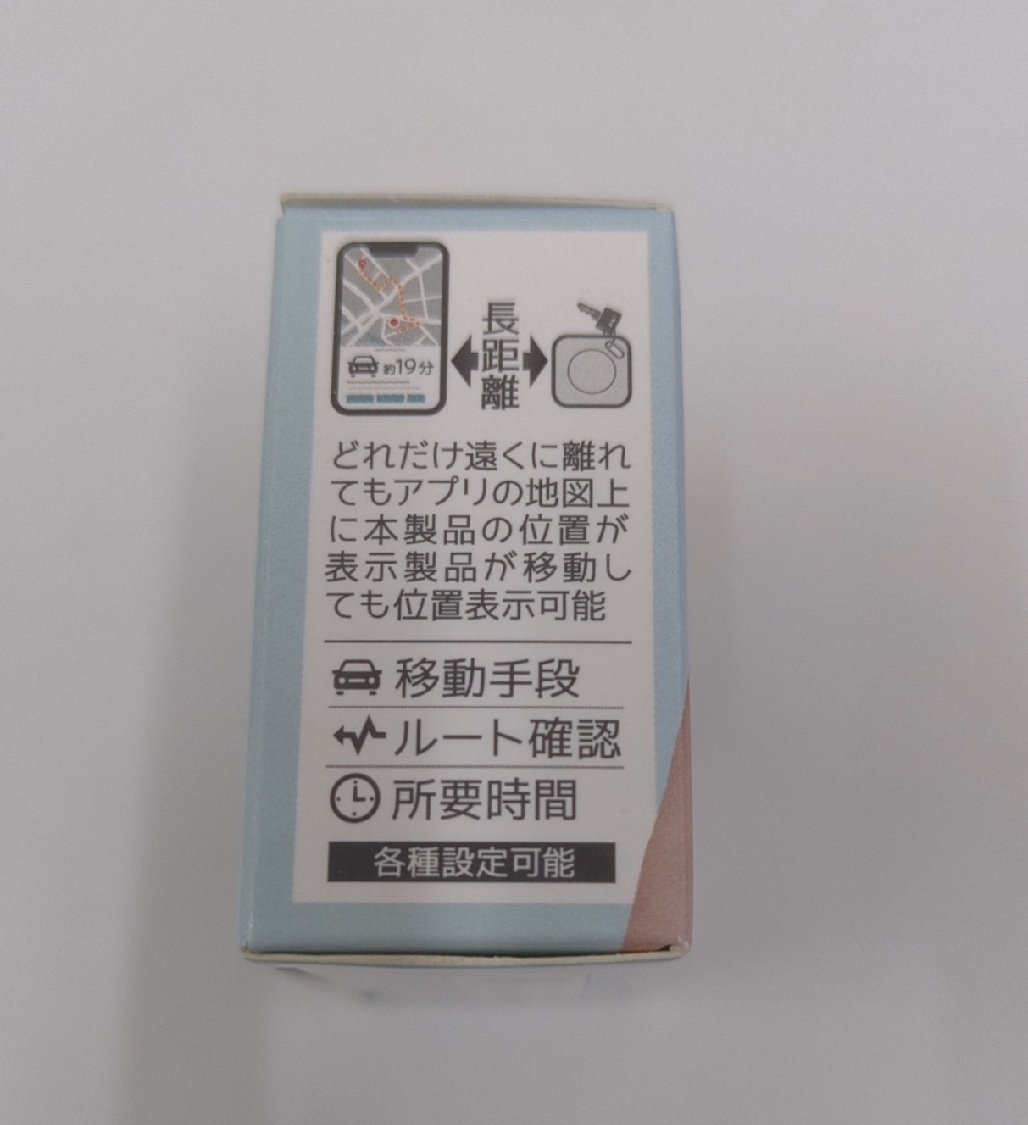 約19分
長距離
どれだけ遠くに離れ
てもアプリの地図上
に本製品の位置が
表示製品が移動し
ても位置表示可能
移動手段
ルート確認
所要時間
各種設定可能